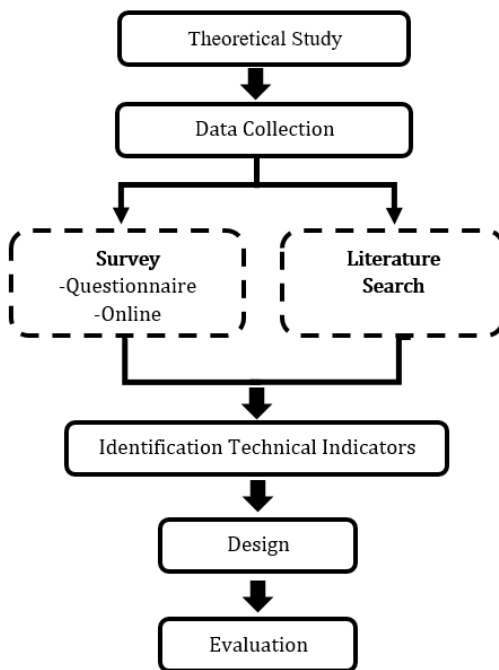 Theoretical Study
Data Collection
Survey
-Questionnaire
-Online
Literature
Search
Identification Technical Indicators
Design
Evaluation